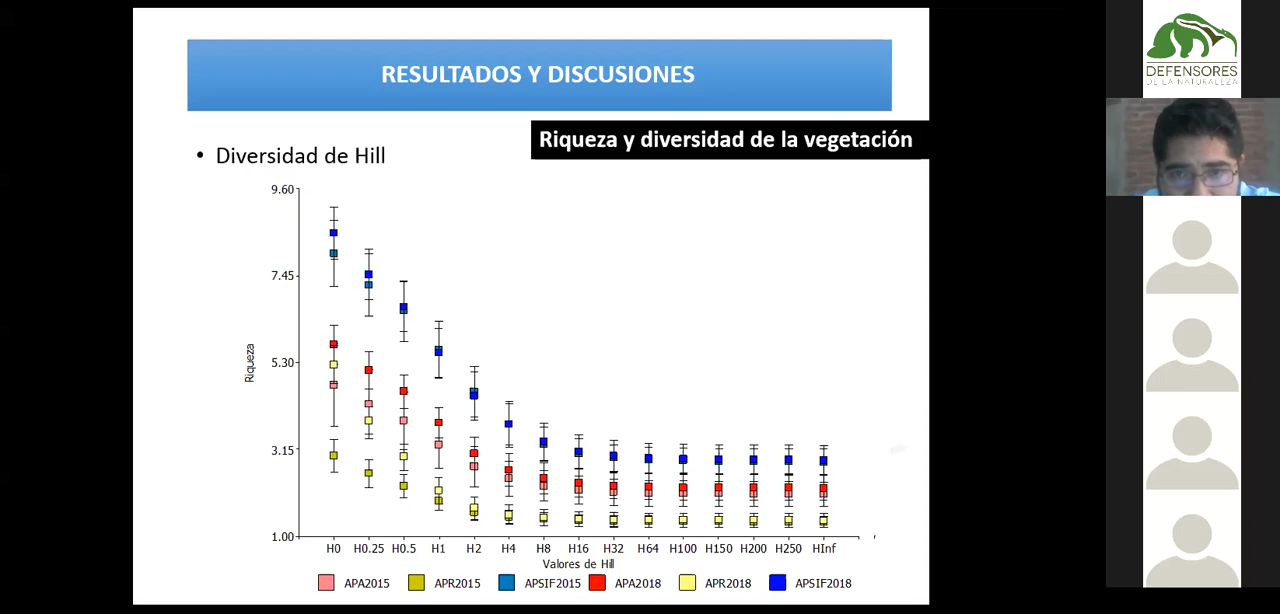 RESULTADOS Y DISCUSIONES
Riqueza y diversidad de la vegetación
• Diversidad de Hill
9.60
7.45
5.30
3.15
1.00
Riqueza
H0 H0.25 H0.5 H1 H2 H4 H8 H16 H32 H64 H100 H150 H200 H250 HInf
Valores de Hill
APA2015 APR2015 APSIF2015 APA2018 APR2018 APSIF2018
DEFENSORES
DE LA NATURALEZA